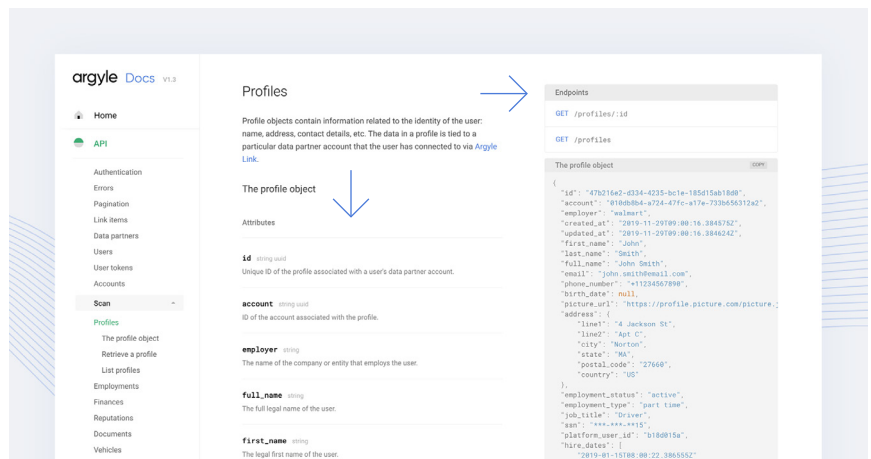 argyle Docs V1.3
Home
API
Authentication
Errors
Pagination
Link items
Data partners
Users
User tokens
Accounts
Scan
Profiles
The profile object
Retrieve a profile
List profiles
Employments
Finances
Reputations
Documents
Vehicles
Profiles
Profile objects contain information related to the identity of the user:
name, address, contact details, etc. The data in a profile is tied to a
particular data partner account that the user has connected to via Argyle
Link.
The profile object
Attributes
id string uuid
Unique ID of the profile associated with a user's data partner account.
account string uuid
ID of the account associated with the profile.
employer string
The name of the company or entity that employs the user.
full_name string
The full legal name of the user.
first_name string
The legal first name of the user.
Endpoints
GET /profiles/:id
GET /profiles
The profile object COPY
{
"id": "47b216e2-d334-4235-bc1e-185d15ab18d0",
"account": "010db8b4-a724-47fc-a17e-733b656312a2",
"employer": "walmart",
"created_at": "2019-11-29T09:00:16.384575Z",
"updated_at": "2019-11-29T09:00:16.384624Z",
"first_name": "John",
"last_name": "Smith",
"full_name": "John Smith",
"email": "john.smith@email.com",
"phone_number": "+11234567890",
"birth_date": null,
"picture_url": "https://profile.picture.com/picture.j
"address": {
"line1": "4 Jackson St",
"line2": "Apt C",
"city": "Norton",
"state": "MA",
"postal_code": "27660",
"country": "US"
},
"employment_status": "active",
"employment_type": "part time",
"job_title": "Driver",
"ssn": "***-***-**15",
"platform_user_id": "b18d015a",
"hire_dates": [
"2019-01-15T08:00:22.386555Z"